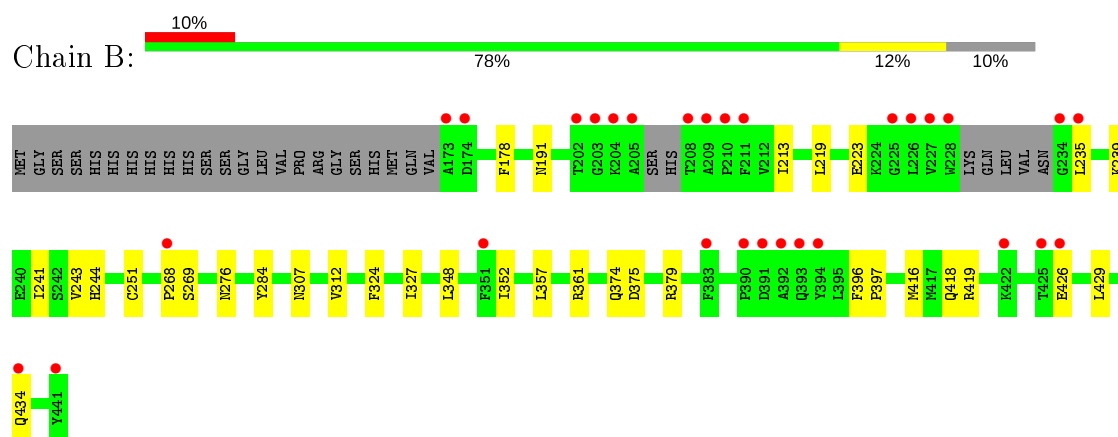 10%
Chain B:
78%
12%
10%
MET GLY SER SER HIS HIS HIS HIS HIS HIS SER SER GLY LEU VAL PRO ARG GLY SER HIS MET GLN VAL A173 D174 F178 N191 T202 G203 K204 A205 SER HIS T208 A209 P210 F211 V212 I213 L219 E223 K224 G225 L226 V227 W228 LYS GLN LEU VAL ASN G234 L235 K239
E240 I241 S242 V243 H244 C251 P268 S269 N276 Y284 N307 V312 F324 I327 L348 F351 I352 L357 R361 Q374 D375 R379 F383 P390 D391 A392 Q393 Y394 L395 F396 P397 M416 M417 Q418 R419 K422 T425 E426 L429
Q434 Y441